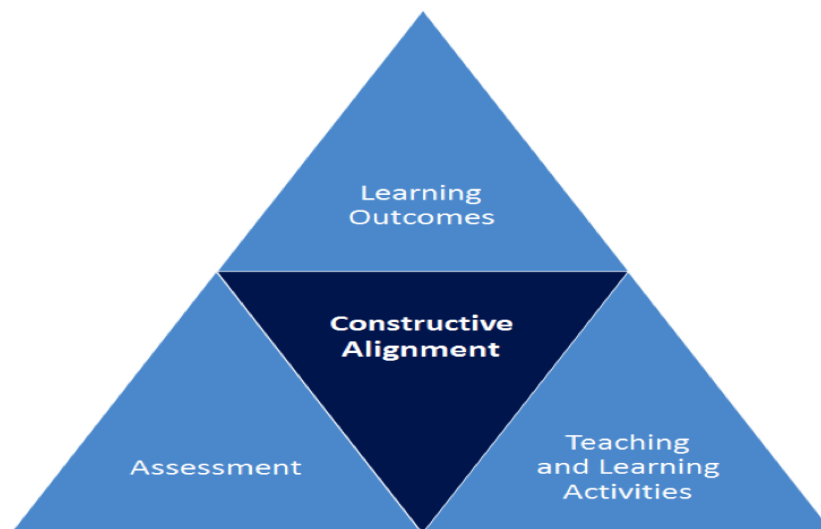 Learning
Outcomes
Constructive
Alignment
Assessment
Teaching
and Learning
Activities